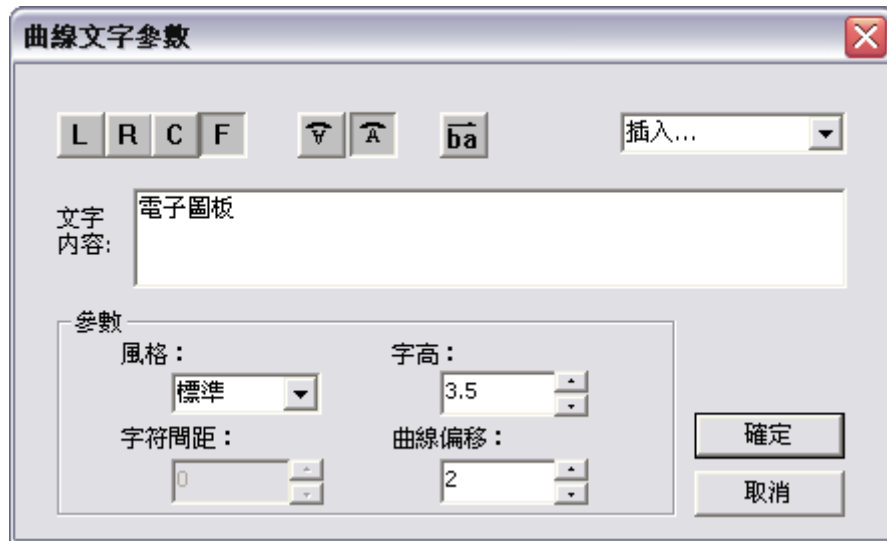 曲線文字參數
L R C F A A ba 插入...
文字
內容:
電子圖板
參數
風格：
字高：
標準
3.5
字符間距：
曲線偏移：
0
2
確定
取消